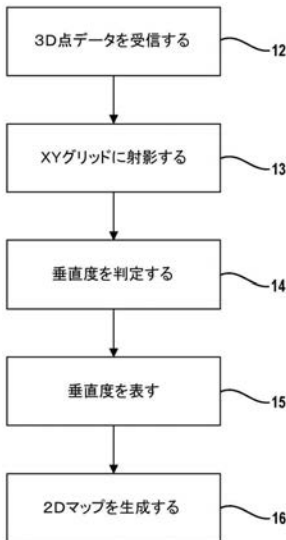 3D点データを受信する
12
XYグリッドに射影する
13
垂直度を判定する
14
垂直度を表す
15
2Dマップを生成する
16